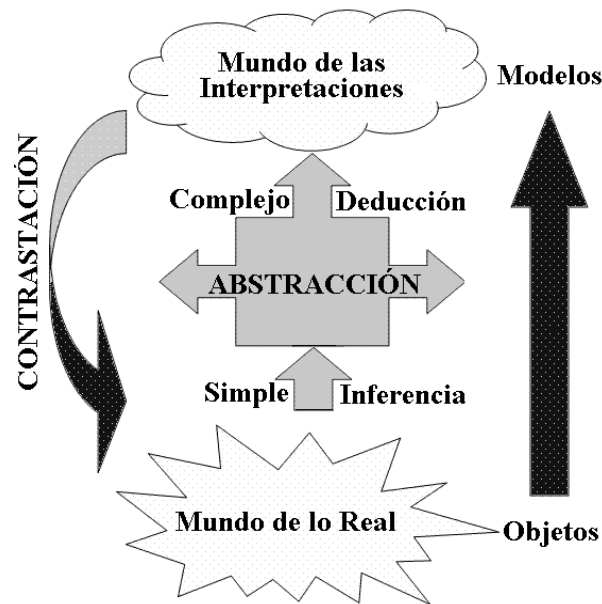 Mundo de las
Interpretaciones
Modelos
CONTRASTACIÓN
Complejo
Deducción
ABSTRACCIÓN
Simple
Inferencia
Mundo de lo Real
Objetos